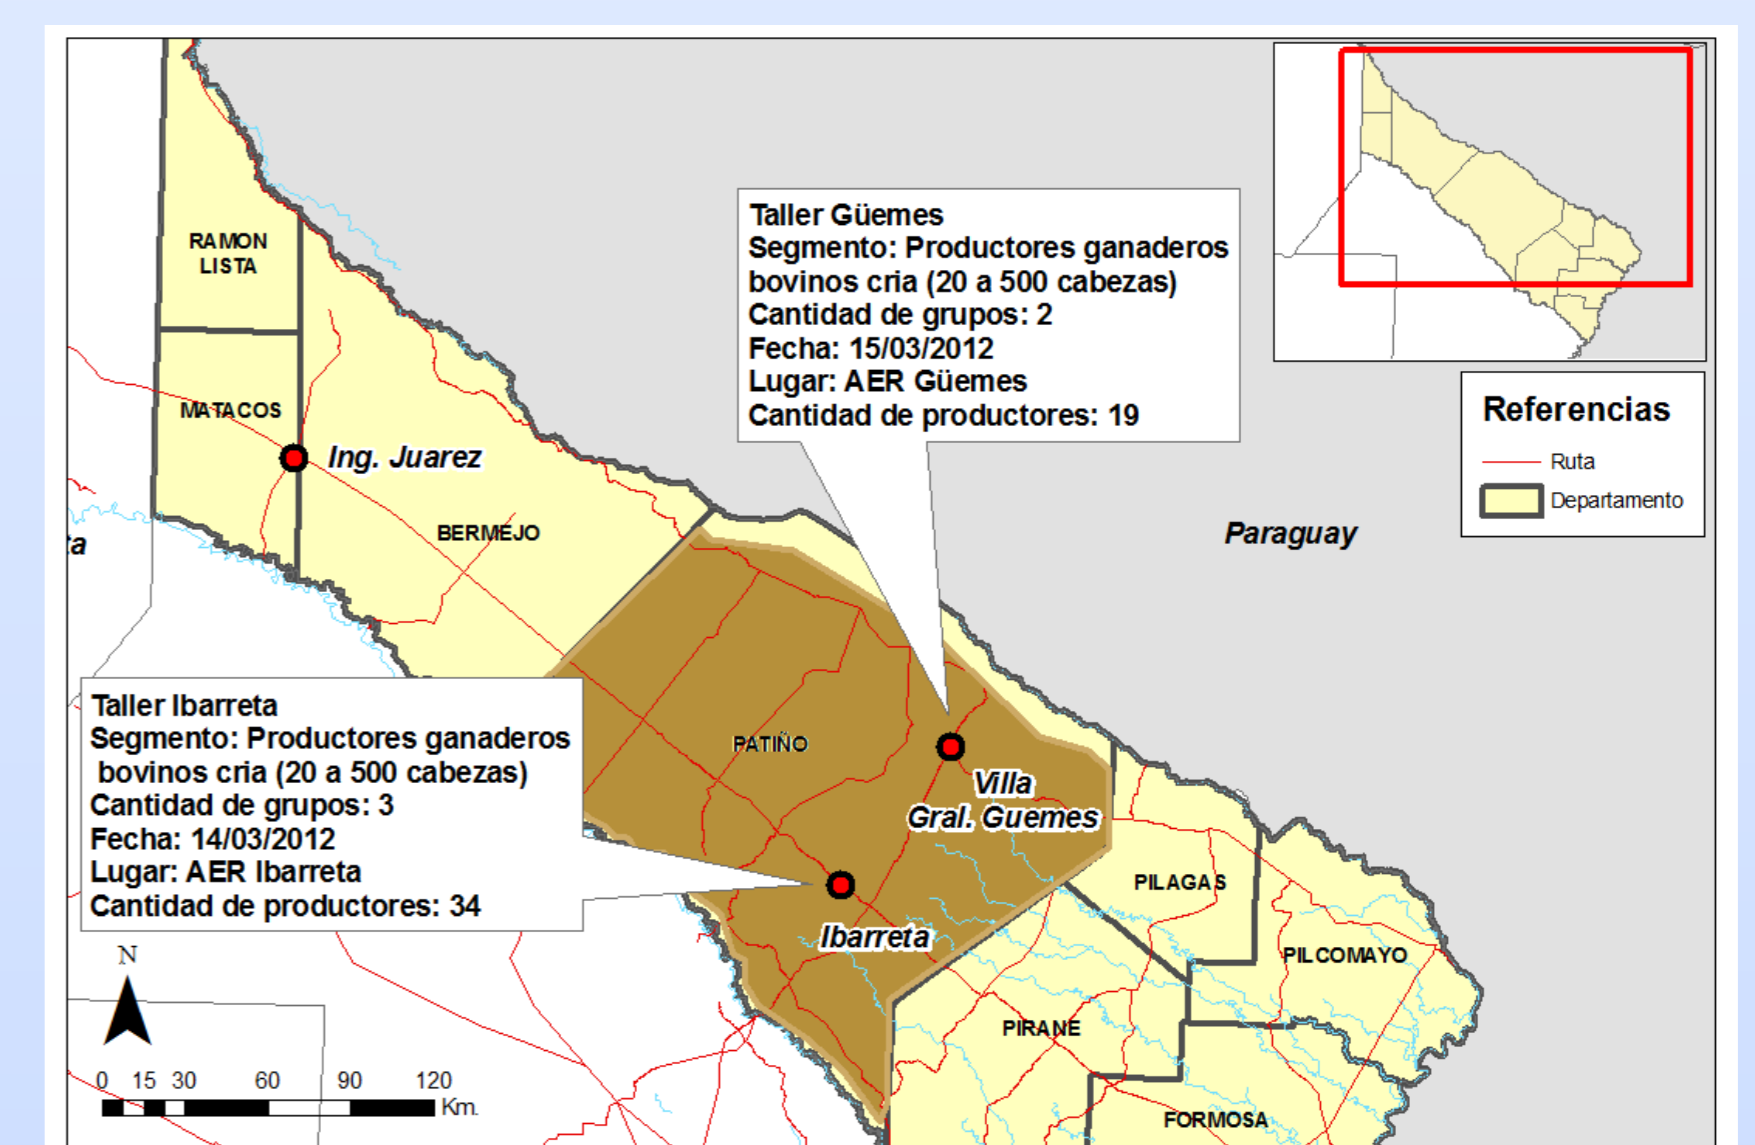 RAMON
LISTA
Taller Güemes
Segmento: Productores ganaderos
bovinos cria (20 a 500 cabezas)
Cantidad de grupos: 2
Fecha: 15/03/2012
Lugar: AER Güemes
Cantidad de productores: 19
Referencias
Ruta
Departamento
MATACOS
Ing. Juarez
BERMEJO
Paraguay
ta
Taller Ibarreta
Segmento: Productores ganaderos
bovinos cria (20 a 500 cabezas)
Cantidad de grupos: 3
Fecha: 14/03/2012
Lugar: AER Ibarreta
Cantidad de productores: 34
PATIÑO
Villa
Gral. Guemes
PILAGAS
Ibarreta
PILCOMAYO
N
PIRANE
0 15 30 60 90 120
Km.
FORMOSA